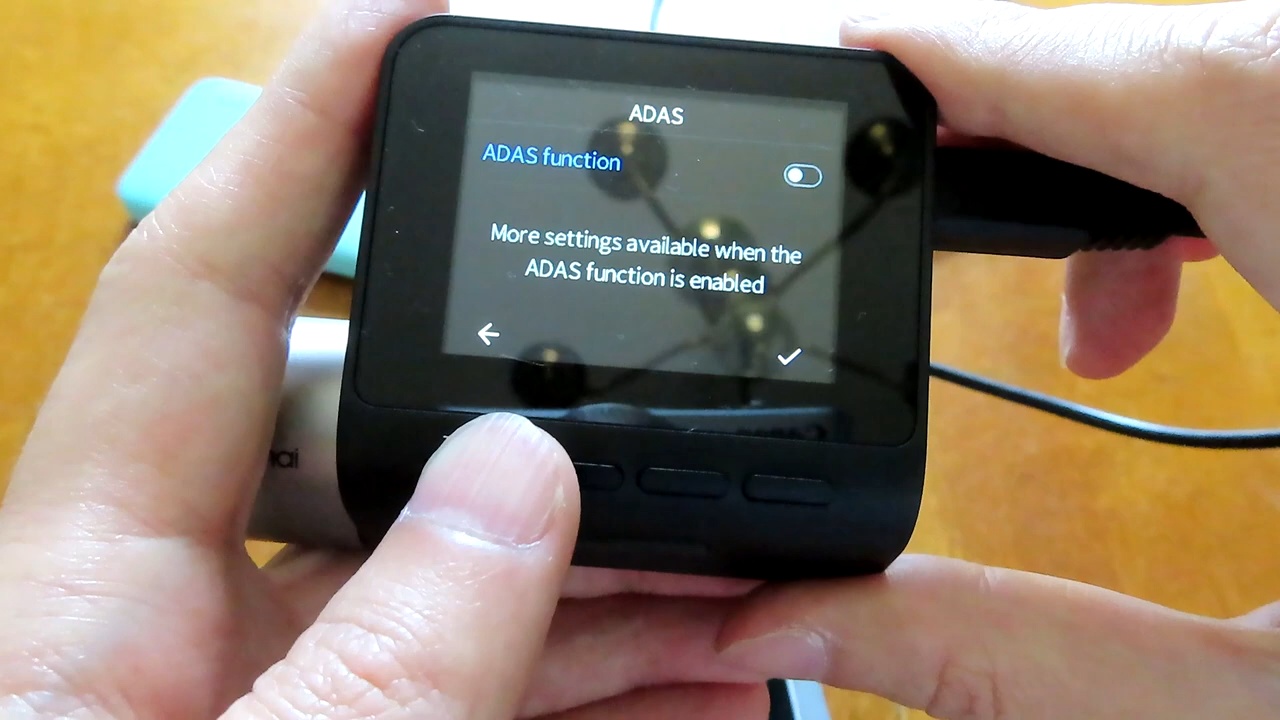 ADAS
ADAS function
More settings available when the
ADAS function is enabled